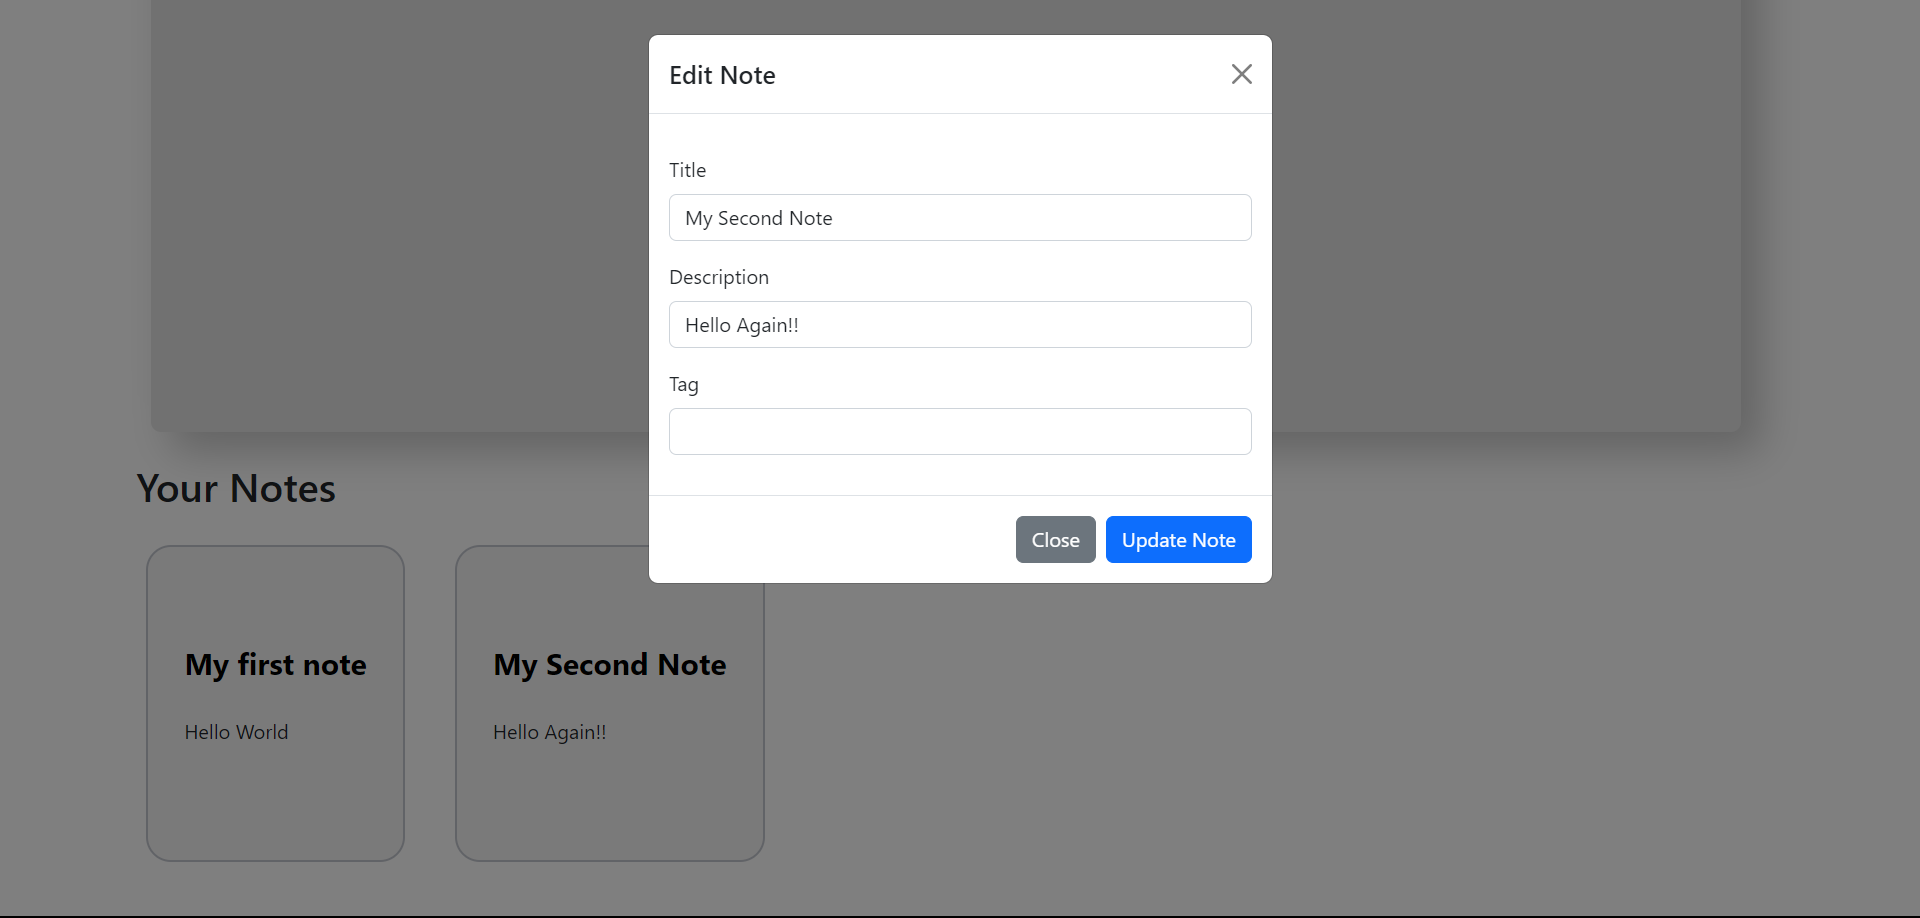 Edit Note
Title
My Second Note
Description
Hello Again!!
Tag
Close Update Note
Your Notes
My first note
Hello World
My Second Note
Hello Again!!